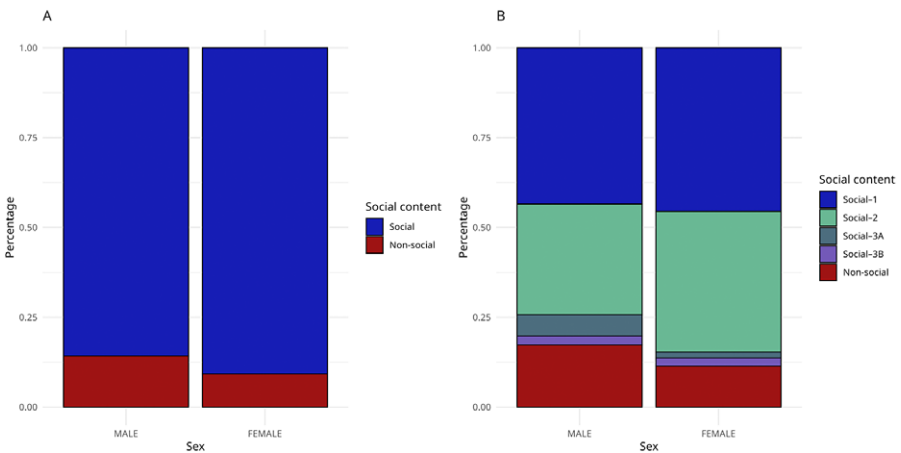 A
1.00
0.75
0.50
0.25
0.00
Percentage
MALE
FEMALE
Sex
Social content
Social
Non-social
B
1.00
0.75
0.50
0.25
0.00
Percentage
MALE
FEMALE
Sex
Social content
Social-1
Social-2
Social-3A
Social-3B
Non-social